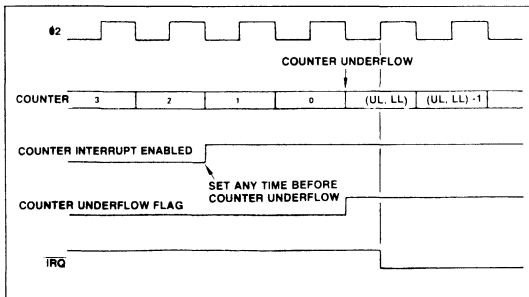 φ2
COUNTER UNDERFLOW
COUNTER 3 2 1 0 (UL, LL) (UL, LL) -1
COUNTER INTERRUPT ENABLED
SET ANY TIME BEFORE
COUNTER UNDERFLOW
COUNTER UNDERFLOW FLAG
IRQ